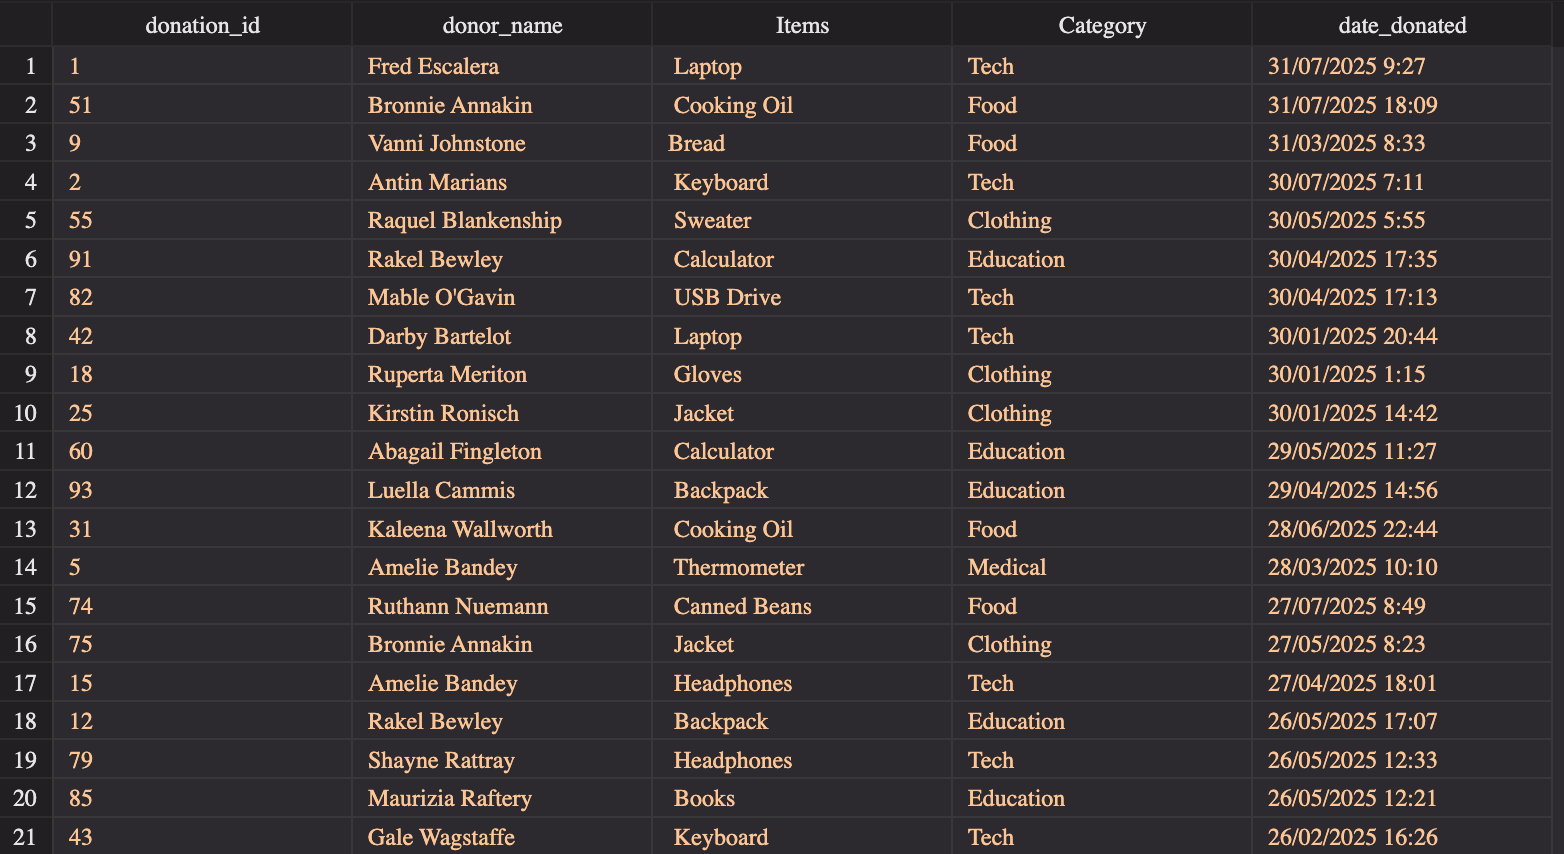 donation_id donor_name Items Category date_donated
1 1 Fred Escalera Laptop Tech 31/07/2025 9:27
2 51 Bronnie Annakin Cooking Oil Food 31/07/2025 18:09
3 9 Vanni Johnstone Bread Food 31/03/2025 8:33
4 2 Antin Marians Keyboard Tech 30/07/2025 7:11
5 55 Raquel Blankenship Sweater Clothing 30/05/2025 5:55
6 91 Rakel Bewley Calculator Education 30/04/2025 17:35
7 82 Mable O'Gavin USB Drive Tech 30/04/2025 17:13
8 42 Darby Bartelot Laptop Tech 30/01/2025 20:44
9 18 Ruperta Meriton Gloves Clothing 30/01/2025 1:15
10 25 Kirstin Ronisch Jacket Clothing 30/01/2025 14:42
11 60 Abagail Fingleton Calculator Education 29/05/2025 11:27
12 93 Luella Cammis Backpack Education 29/04/2025 14:56
13 31 Kaleena Wallworth Cooking Oil Food 28/06/2025 22:44
14 5 Amelie Bandey Thermometer Medical 28/03/2025 10:10
15 74 Ruthann Nuemann Canned Beans Food 27/07/2025 8:49
16 75 Bronnie Annakin Jacket Clothing 27/05/2025 8:23
17 15 Amelie Bandey Headphones Tech 27/04/2025 18:01
18 12 Rakel Bewley Backpack Education 26/05/2025 17:07
19 79 Shayne Rattray Headphones Tech 26/05/2025 12:33
20 85 Maurizia Raftery Books Education 26/05/2025 12:21
21 43 Gale Wagstaffe Keyboard Tech 26/02/2025 16:26